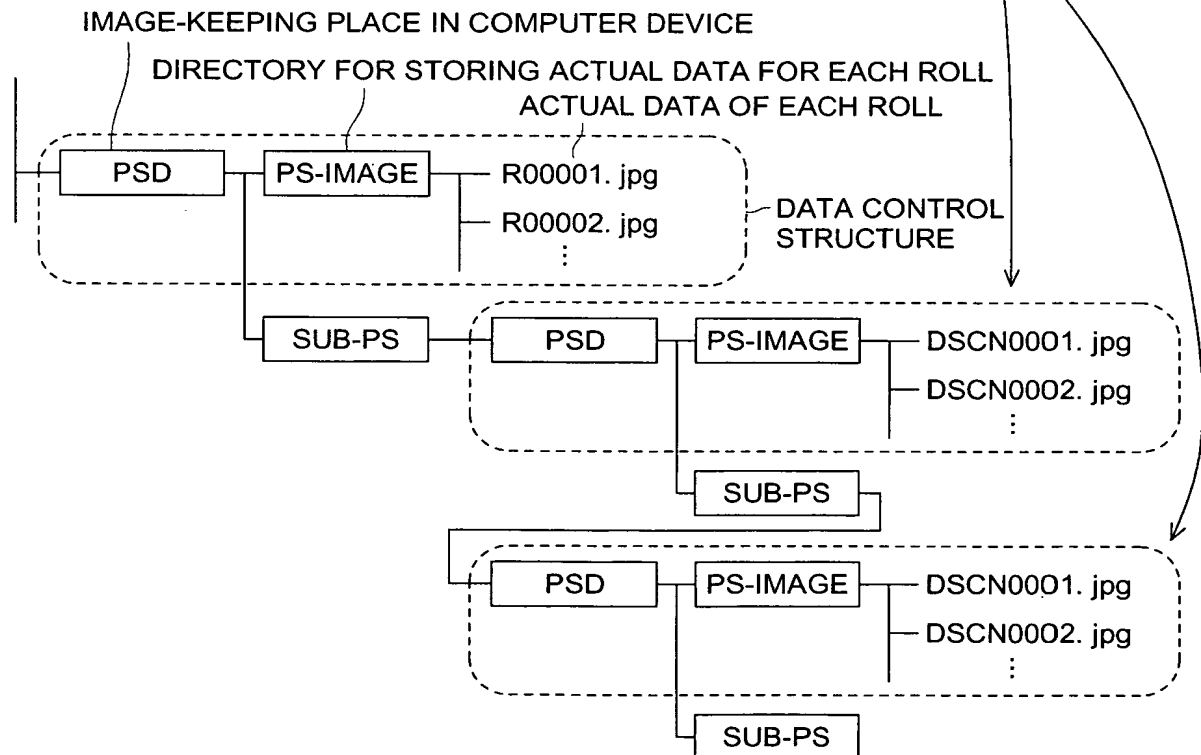 IMAGE-KEEPING PLACE IN COMPUTER DEVICE
DIRECTORY FOR STORING ACTUAL DATA FOR EACH ROLL
ACTUAL DATA OF EACH ROLL
PSD PS-IMAGE R00001. jpg
R00002. jpg
⋮
DATA CONTROL
STRUCTURE
SUB-PS PSD PS-IMAGE DSCN0001. jpg
DSCN0002. jpg
⋮
SUB-PS
PSD PS-IMAGE DSCN0001. jpg
DSCN0002. jpg
⋮
SUB-PS